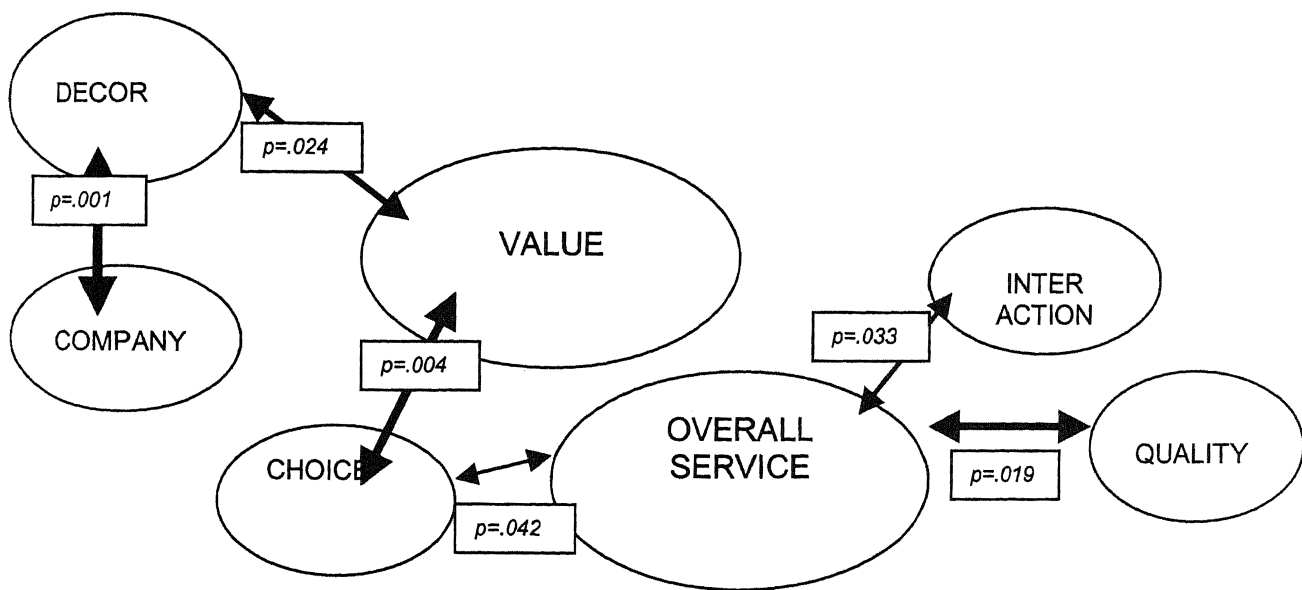 DECOR
p=.024
p=.001
VALUE
INTER
ACTION
COMPANY
p=.033
p=.004
OVERALL
SERVICE
CHOICE
QUALITY
p=.019
p=.042